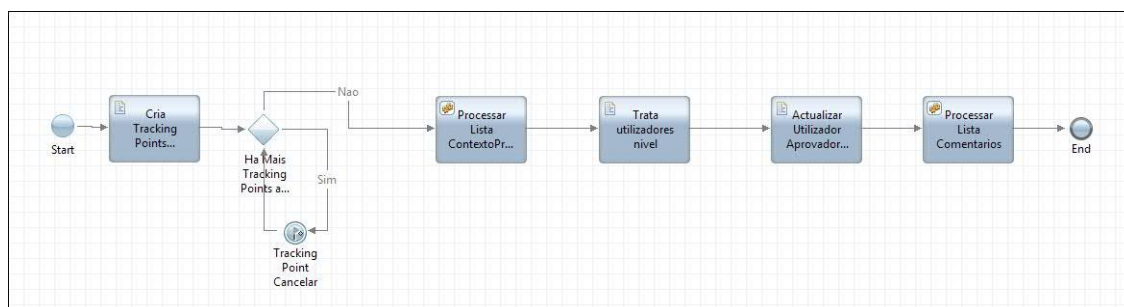 Start
Cria
Tracking
Points...
Ha Mais
Tracking
Points a...
Nao
Sim
Tracking
Point
Cancelar
Processar
Lista
ContextoPr...
Trata
utilizadores
nivel
Actualizar
Utilizador
Aprovador...
Processar
Lista
Comentarios
End